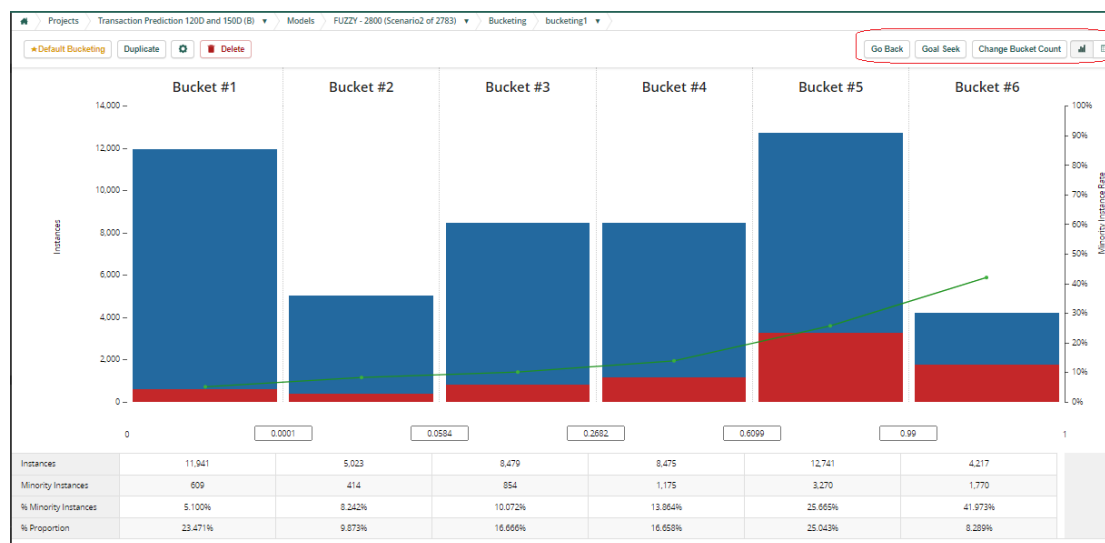 Projects Transaction Prediction 120D and 150D (B) Models FUZZY - 2800 (Scenario2 of 2783) Bucketing bucketing1
Default Bucketing Duplicate Delete Go Back Goal Seek Change Bucket Count
Bucket #1 Bucket #2 Bucket #3 Bucket #4 Bucket #5 Bucket #6
14,000 100%
90%
12,000
80%
10,000 70%
8,000 60%
50%
6,000
40%
4,000 30%
20%
2,000
10%
0 0%
Instances
Minority Instance Rate
0 0.0001 0.0584 0.2682 0.6099 0.99 1
Instances 11,941 5,023 8,479 8,475 12,741 4,217
Minority Instances 609 414 854 1,175 3,270 1,770
% Minority Instances 5.100% 8.242% 10.072% 13.864% 25.665% 41.973%
% Proportion 23.471% 9.873% 16.666% 16.658% 25.043% 8.289%